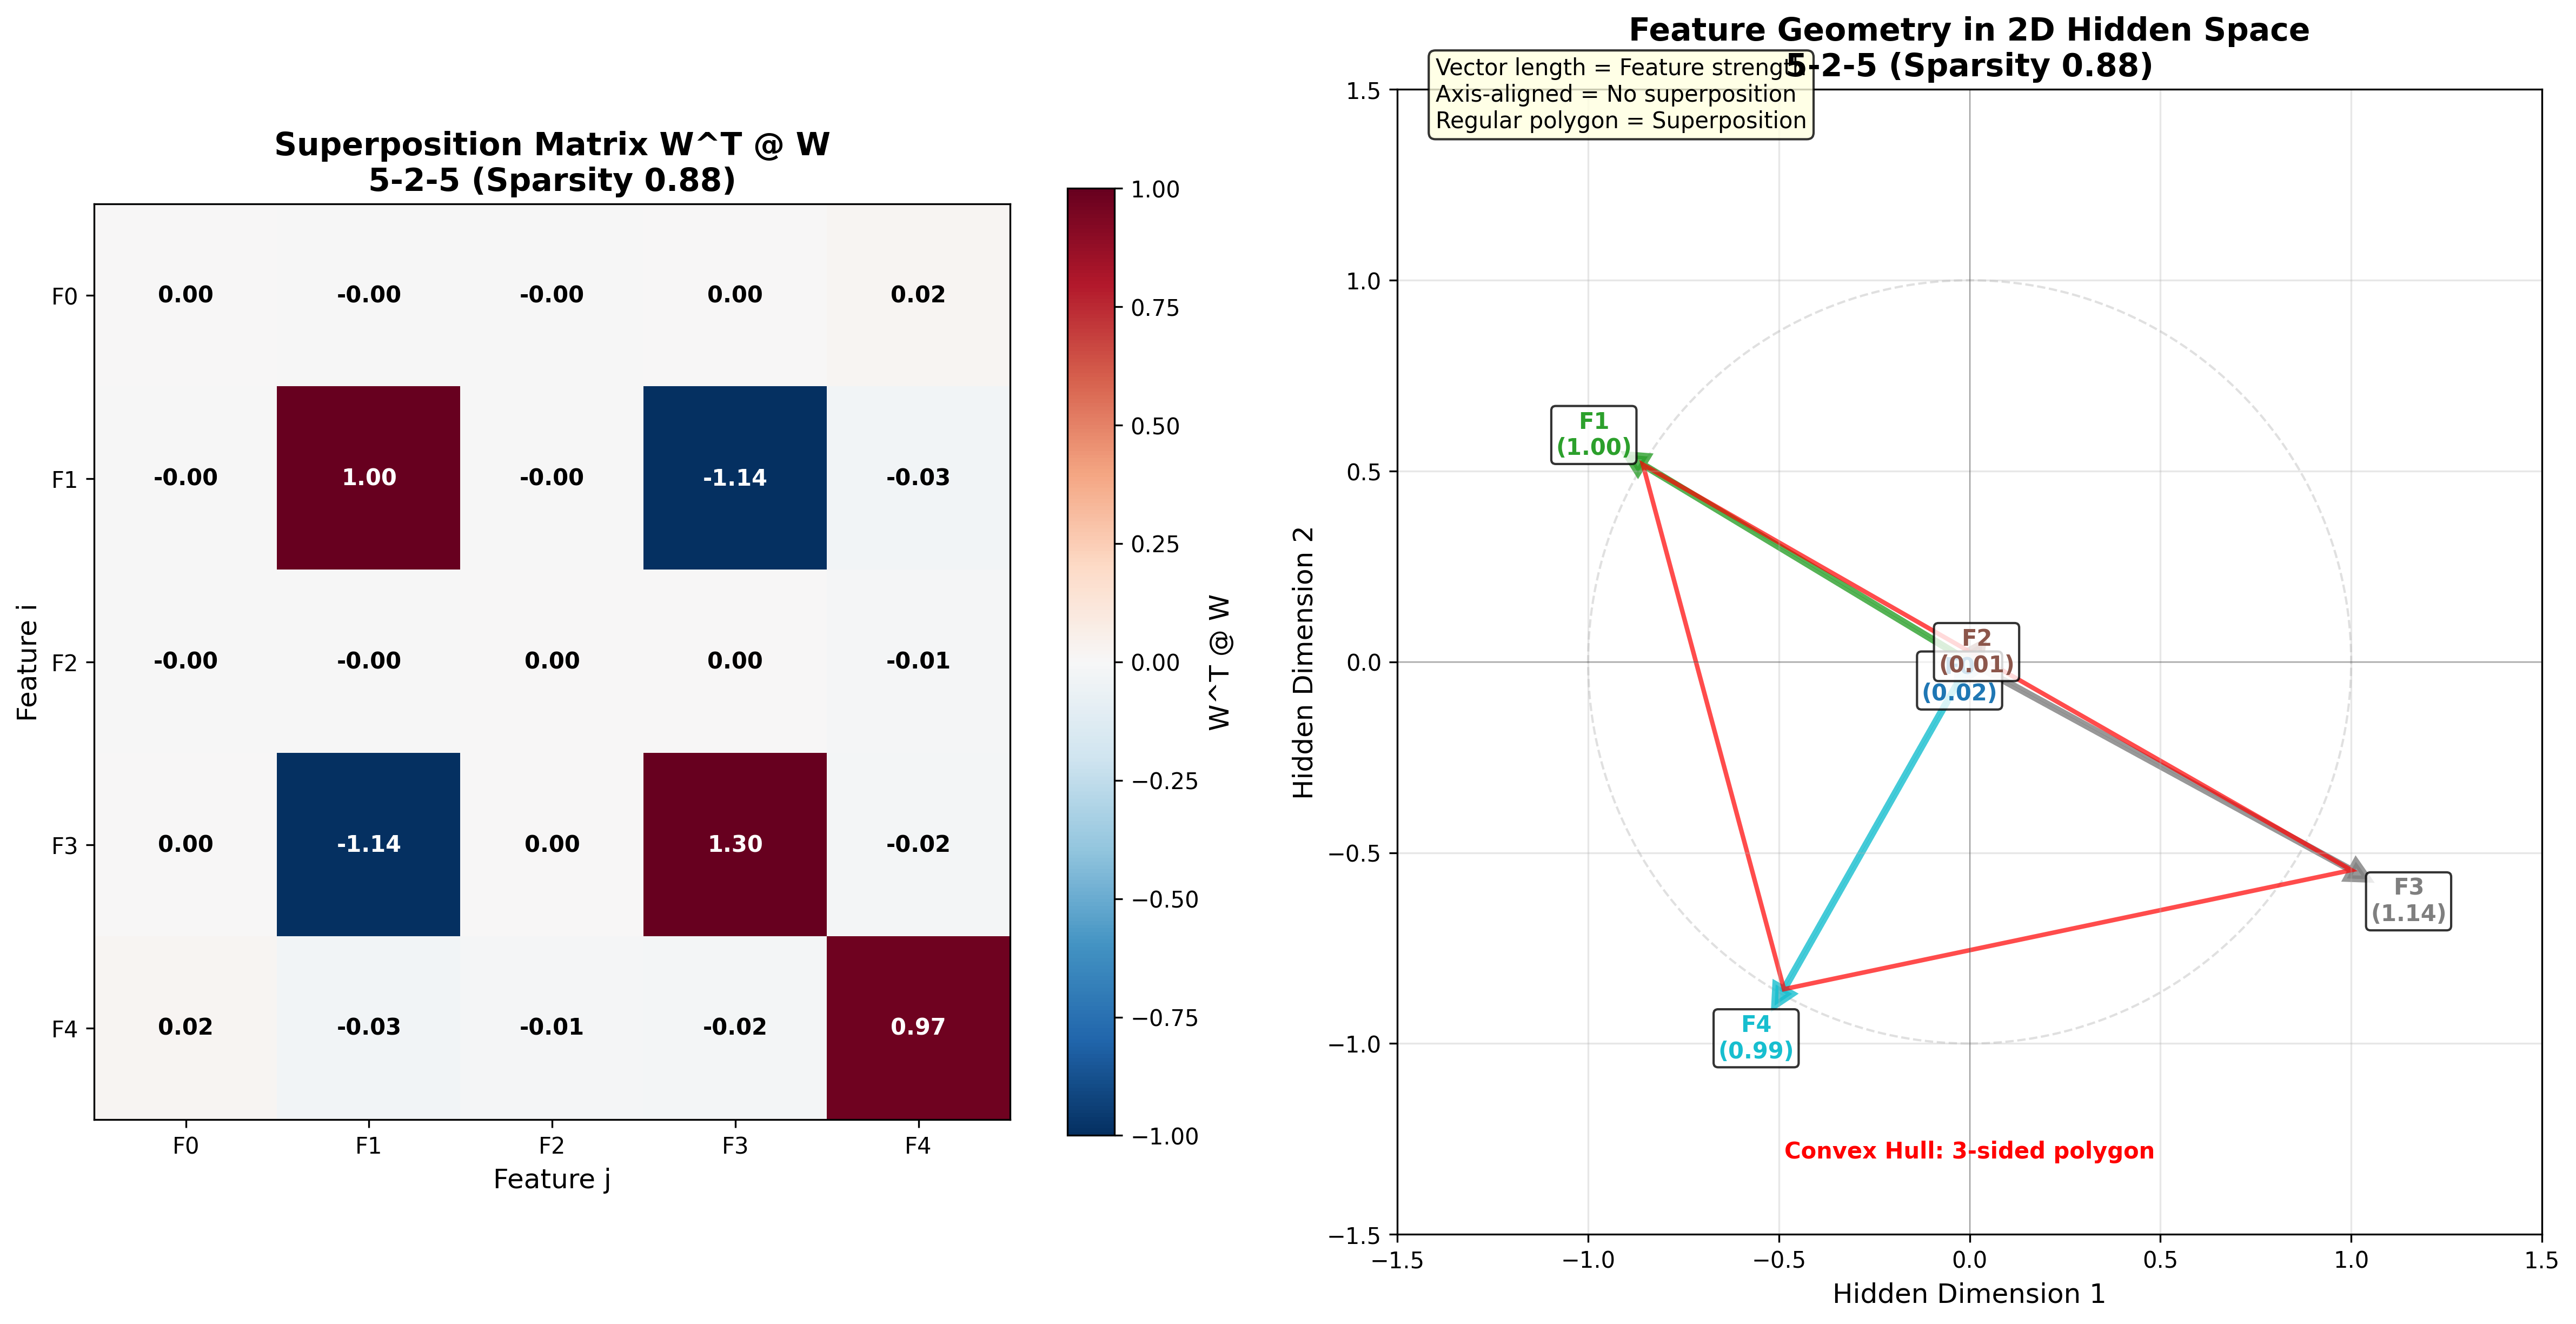 Superposition Matrix W^T @ W
5-2-5 (Sparsity 0.88)
F0 0.00 -0.00 -0.00 0.00 0.02
F1 -0.00 1.00 -0.00 -1.14 -0.03
F2 -0.00 -0.00 0.00 0.00 -0.01
F3 0.00 -1.14 0.00 1.30 -0.02
F4 0.02 -0.03 -0.01 -0.02 0.97
F0 F1 F2 F3 F4
Feature j
Feature i
1.00
0.75
0.50
0.25
0.00
−0.25
−0.50
−0.75
−1.00
W^T @ W
Feature Geometry in 2D Hidden Space
5-2-5 (Sparsity 0.88)
Vector length = Feature strength
Axis-aligned = No superposition
Regular polygon = Superposition
1.5
1.0
0.5
0.0
−0.5
−1.0
−1.5
Hidden Dimension 2
F1
(1.00)
F2
(0.01)
(0.02)
F3
(1.14)
F4
(0.99)
Convex Hull: 3-sided polygon
−1.5 −1.0 −0.5 0.0 0.5 1.0 1.5
Hidden Dimension 1